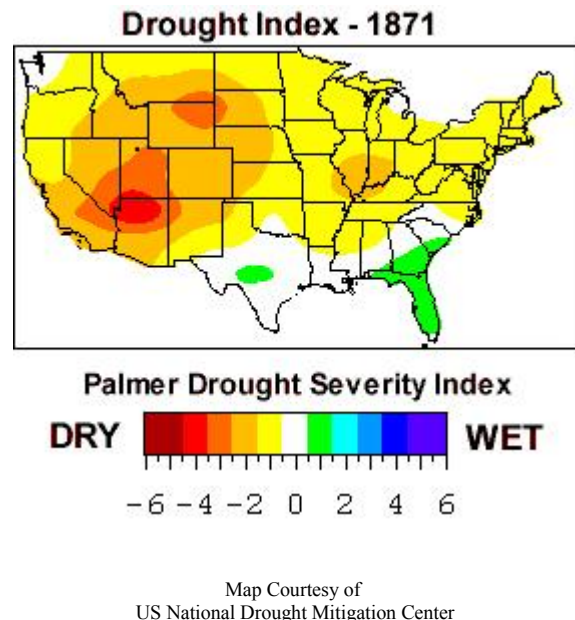 Drought Index - 1871
Palmer Drought Severity Index
DRY WET
-6 -4 -2 0 2 4 6
Map Courtesy of
US National Drought Mitigation Center